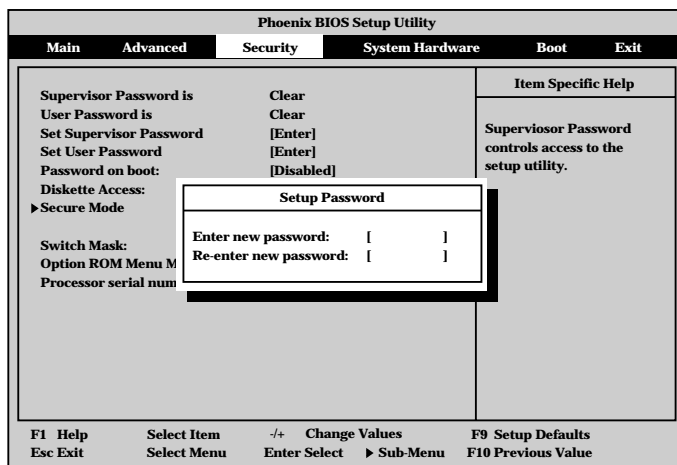 Phoenix BIOS Setup Utility
Main Advanced Security System Hardware Boot Exit
Item Specific Help
Superviosor Password
controls access to the
setup utility.
Supervisor Password is Clear
User Password is Clear
Set Supervisor Password [Enter]
Set User Password [Enter]
Password on boot: [Disabled]
Diskette Access:
▶Secure Mode
Switch Mask:
Option ROM Menu M
Processor serial num
Setup Password
Enter new password: [ ]
Re-enter new password: [ ]
F1 Help Select Item -/+ Change Values F9 Setup Defaults
Esc Exit Select Menu Enter Select ▶ Sub-Menu F10 Previous Value